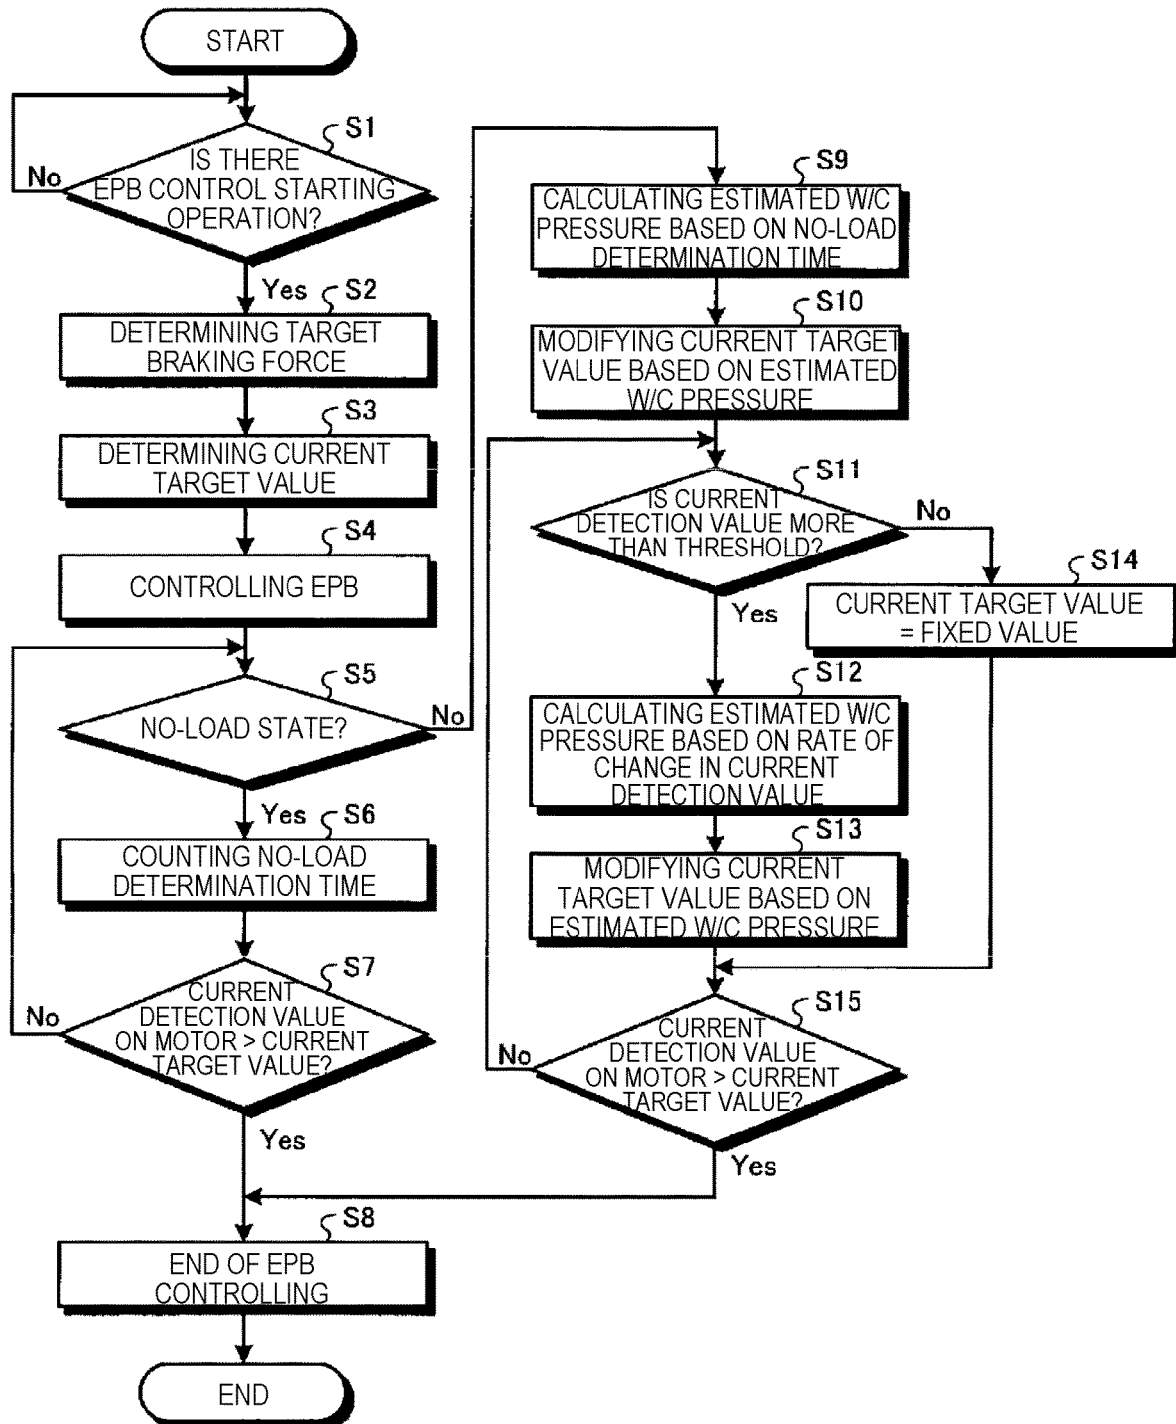 START
S1
IS THERE
EPB CONTROL STARTING
OPERATION?
No
Yes
S2
DETERMINING TARGET
BRAKING FORCE
S3
DETERMINING CURRENT
TARGET VALUE
S4
CONTROLLING EPB
S5
NO-LOAD STATE?
No
Yes
S6
COUNTING NO-LOAD
DETERMINATION TIME
S7
CURRENT
DETECTION VALUE
ON MOTOR > CURRENT
TARGET VALUE?
No
Yes
S8
END OF EPB
CONTROLLING
END
S9
CALCULATING ESTIMATED W/C
PRESSURE BASED ON NO-LOAD
DETERMINATION TIME
S10
MODIFYING CURRENT TARGET
VALUE BASED ON ESTIMATED
W/C PRESSURE
S11
IS CURRENT
DETECTION VALUE MORE
THAN THRESHOLD?
No
Yes
S14
CURRENT TARGET VALUE
= FIXED VALUE
S12
CALCULATING ESTIMATED W/C
PRESSURE BASED ON RATE OF
CHANGE IN CURRENT
DETECTION VALUE
S13
MODIFYING CURRENT
TARGET VALUE BASED ON
ESTIMATED W/C PRESSURE
S15
CURRENT
DETECTION VALUE
ON MOTOR > CURRENT
TARGET VALUE?
No
Yes